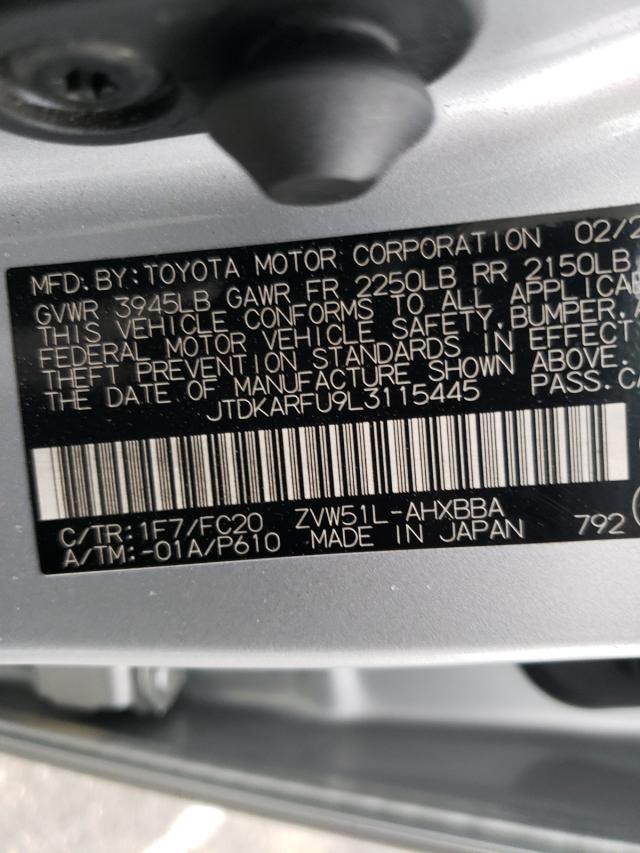 MFD. BY: TOYOTA MOTOR CORPORATION 02/2
GVWR 3945LB GAWR FR 2250LB RR 2150LB
THIS VEHICLE CONFORMS TO ALL APPLICA
FEDERAL MOTOR VEHICLE SAFETY, BUMPER, A
THEFT PREVENTION STANDARDS IN EFFECT
THE DATE OF MANUFACTURE SHOWN ABOVE.
JTDKARFU9L3115445 PASS. CA
C/TR: 1F7/FC20 ZVW51L-AHXBBA
A/TM: -01A/P610 MADE IN JAPAN 792